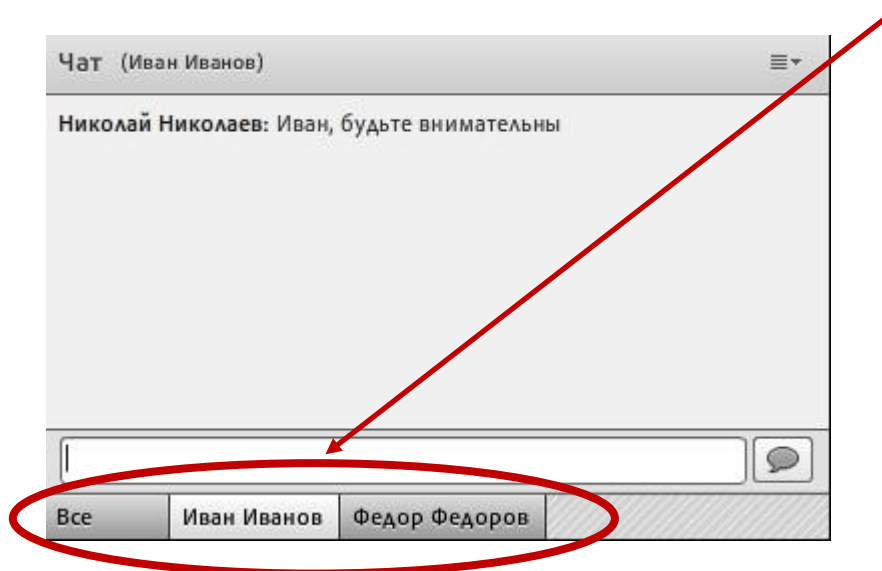 Чат (Иван Иванов)
Николай Николаев: Иван, будьте внимательны
Все Иван Иванов Федор Федоров